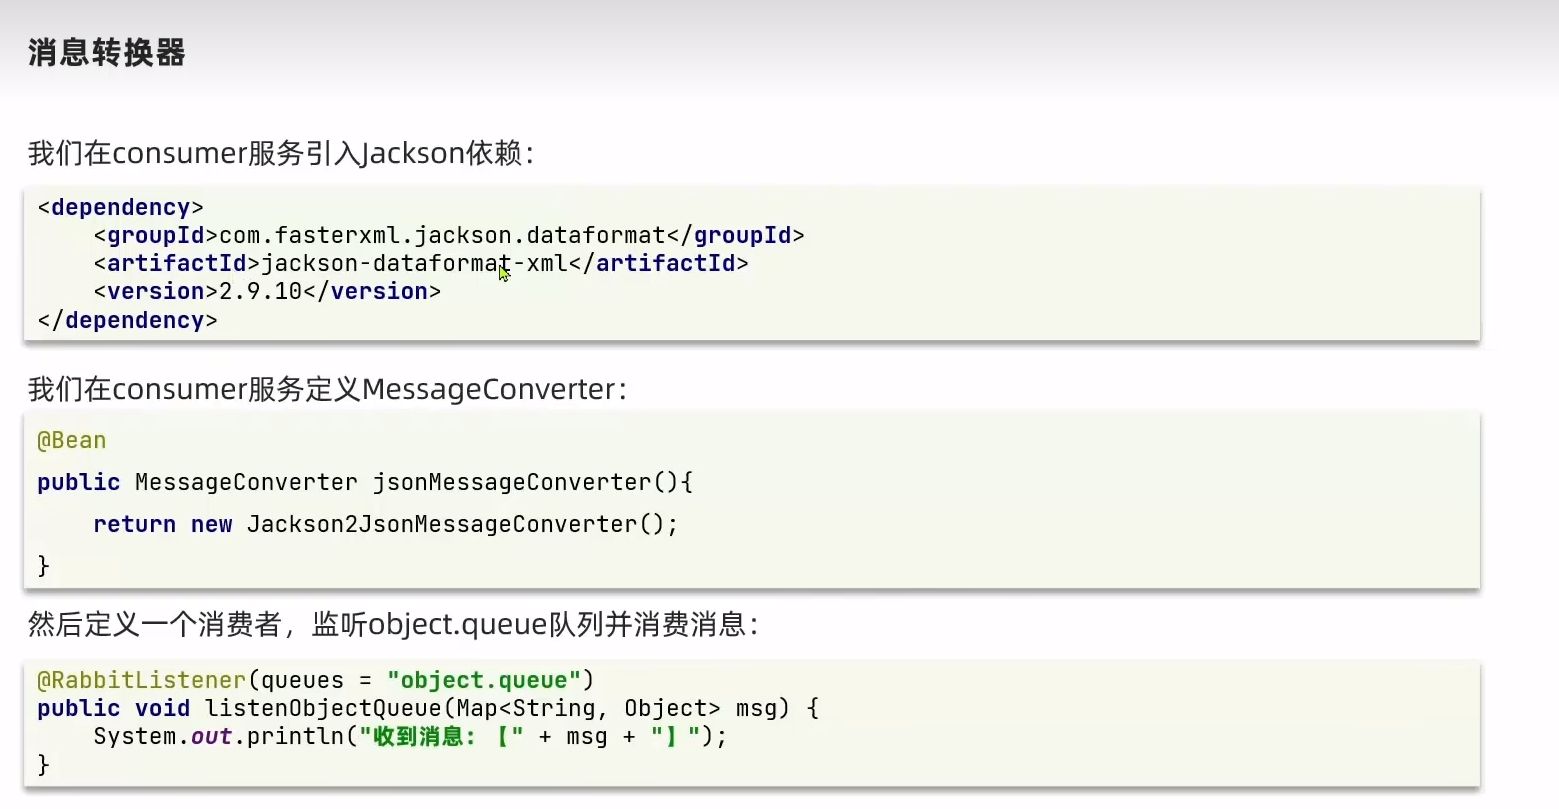 消息转换器
我们在consumer服务引入Jackson依赖：
<dependency>
    <groupId>com.fasterxml.jackson.dataformat</groupId>
    <artifactId>jackson-dataformat-xml</artifactId>
    <version>2.9.10</version>
</dependency>
我们在consumer服务定义MessageConverter：
@Bean
public MessageConverter jsonMessageConverter(){
    return new Jackson2JsonMessageConverter();
}
然后定义一个消费者，监听object.queue队列并消费消息：
@RabbitListener(queues = "object.queue")
public void listenObjectQueue(Map<String, Object> msg) {
    System.out.println("收到消息：【" + msg + "】");
}